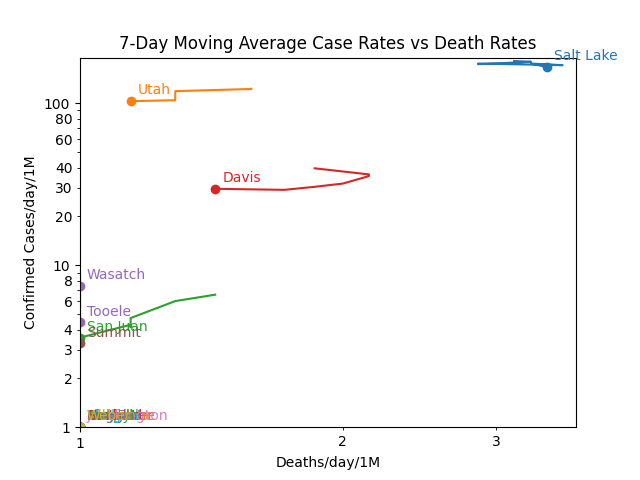 7-Day Moving Average Case Rates vs Death Rates
Salt Lake
Utah
Davis
Wasatch
Tooele
San Juan
Summit
Confirmed Cases/day/1M
100
80
60
40
30
20
10
8
6
4
3
2
1
1
2
3
Deaths/day/1M